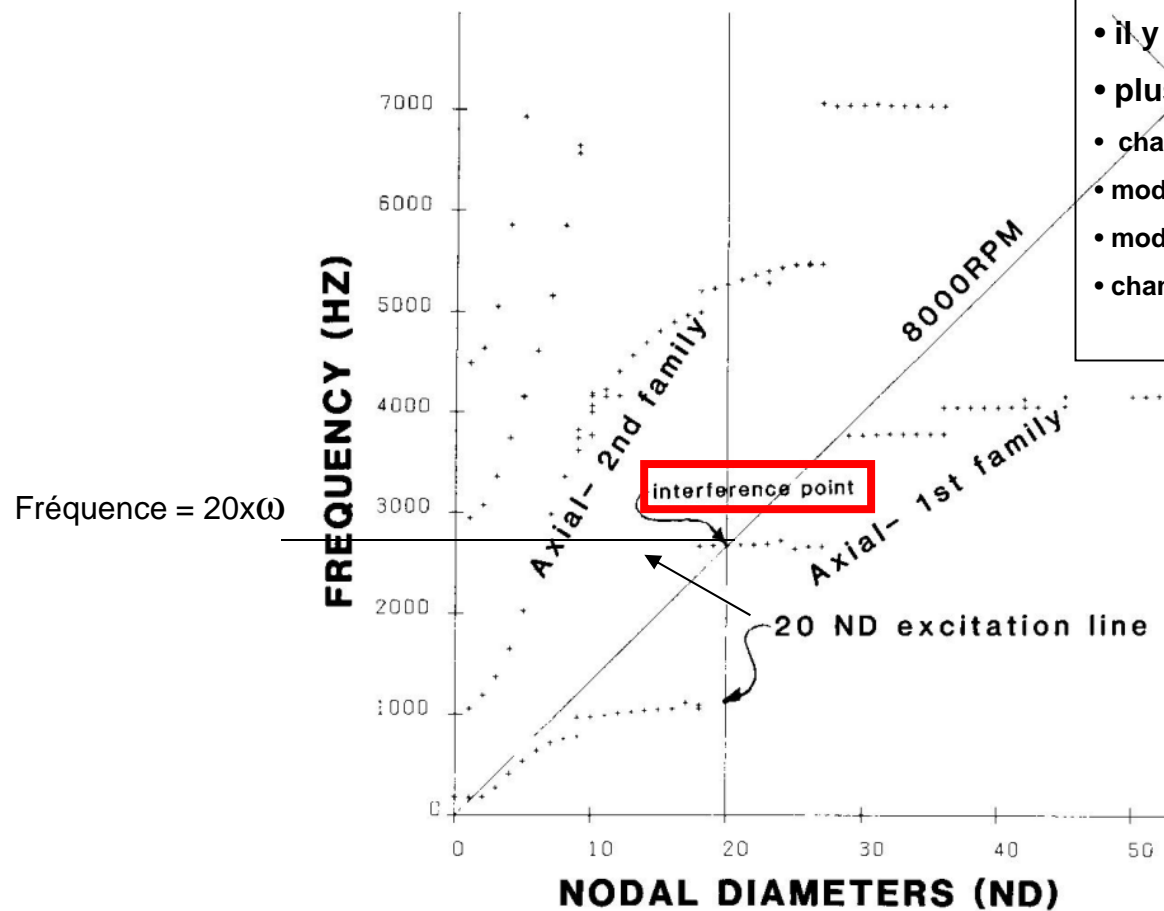 • il y
• plus
• cha
• mod
• mod
• char
7000
6000
5000
4000
3000
2000
1000
0
FREQUENCY (HZ)
8000RPM
Axial- 2nd family
interference point
Fréquence = 20xω
Axial- 1st family
20 ND excitation line
0 10 20 30 40 50
NODAL DIAMETERS (ND)